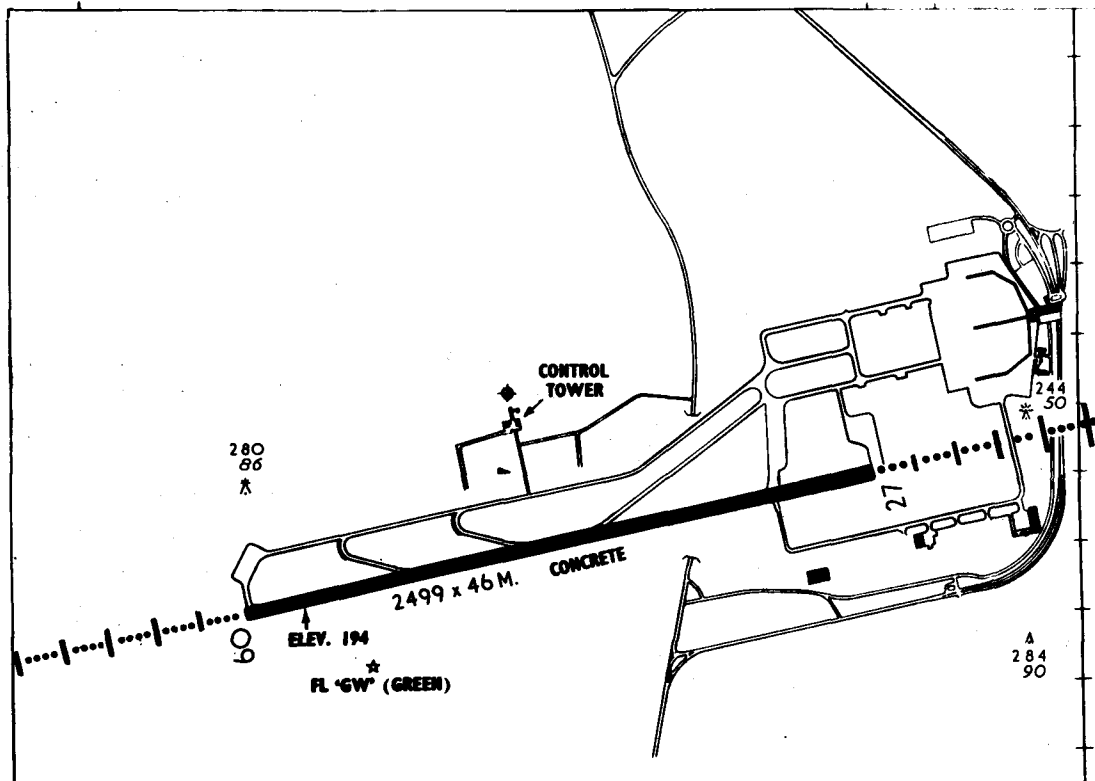 CONTROL
TOWER
244
50
280
86
27
2499 x 46 M.
CONCRETE
09
ELEV. 194
FL 'GW' (GREEN)
284
90